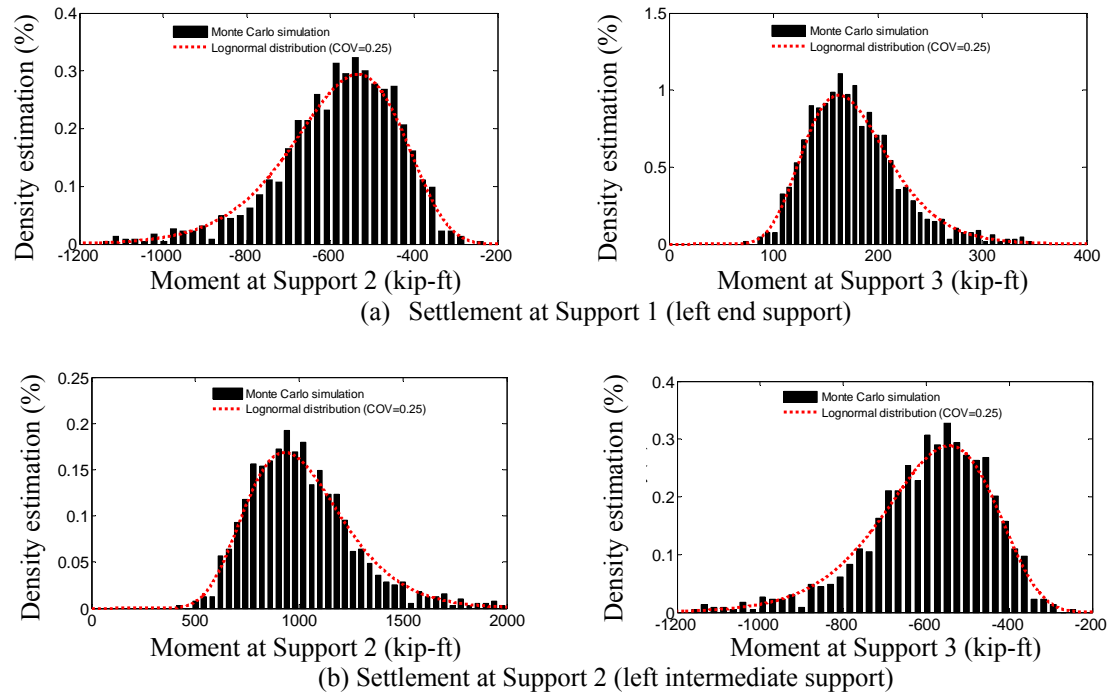 0.4
0.3
0.2
0.1
0
-1200
-1000
-800
-600
-400
-200
Density estimation (%)
Monte Carlo simulation
Lognormal distribution (COV=0.25)
Moment at Support 2 (kip-ft)
1.5
1
0.5
0
0
100
200
300
400
Density estimation (%)
Monte Carlo simulation
Lognormal distribution (COV=0.25)
Moment at Support 3 (kip-ft)
(a) Settlement at Support 1 (left end support)
0.25
0.2
0.15
0.1
0.05
0
0
500
1000
1500
2000
Density estimation (%)
Monte Carlo simulation
Lognormal distribution (COV=0.25)
Moment at Support 2 (kip-ft)
0.4
0.3
0.2
0.1
0
-1200
-1000
-800
-600
-400
-200
Density estimation (%)
Monte Carlo simulation
Lognormal distribution (COV=0.25)
Moment at Support 3 (kip-ft)
(b) Settlement at Support 2 (left intermediate support)